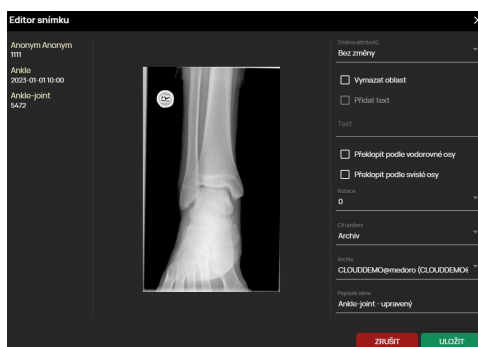 Editor snímku
Anonym Anonym
1111
Ankle
2023-01-01 10:00
Ankle-joint
5472
Změna atributů
Bez změny
Vymazat oblast
Přidat text
Text
Překlopit podle vodorovné osy
Překlopit podle svislé osy
Rotace
0
Cíl uložení
Archiv
Archiv
CLOUDDEMO@medoro (CLOUDDEMO
Popisek série
Ankle-joint - upravený
ZRUŠIT
ULOŽIT